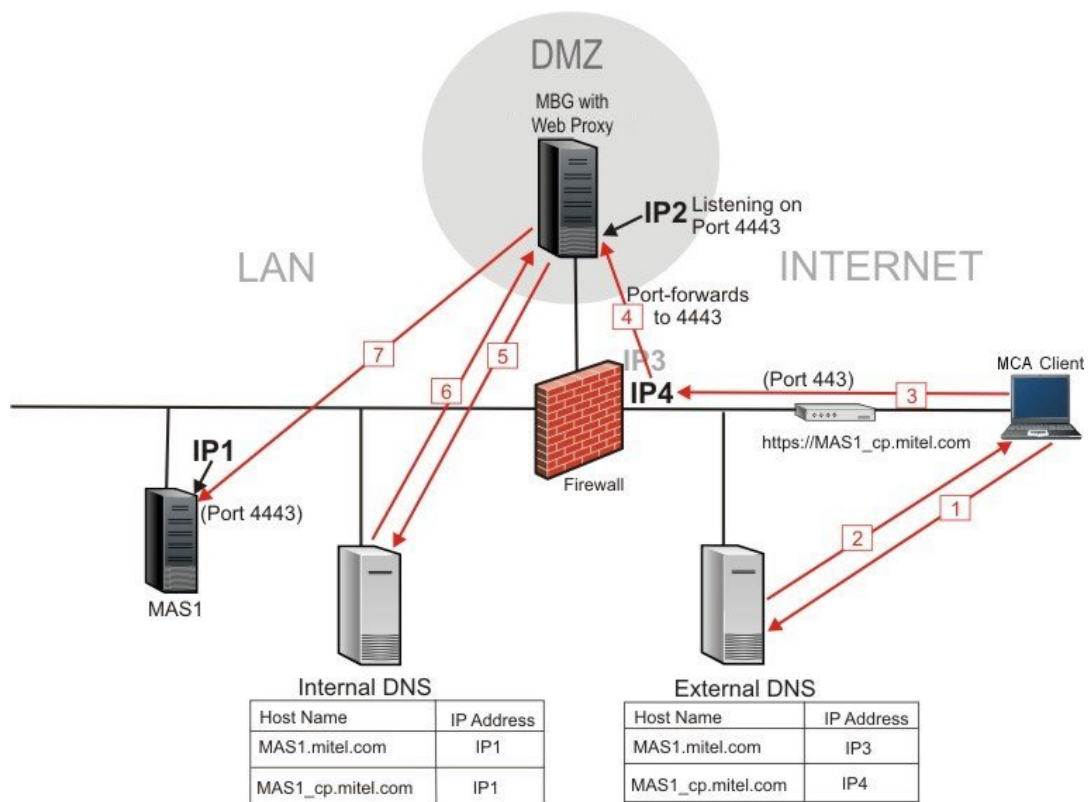 DMZ
MBG with
Web Proxy
IP2
Listening on
Port 4443
LAN
INTERNET
Port-forwards
to 4443
4
7
6
5
IP3
IP4
(Port 443)
3
MCA Client
https://MAS1_cp.mitel.com
Firewall
IP1
(Port 4443)
MAS1
2
1
Internal DNS
Host Name IP Address
MAS1.mitel.com IP1
MAS1_cp.mitel.com IP1
External DNS
Host Name IP Address
MAS1.mitel.com IP3
MAS1_cp.mitel.com IP4